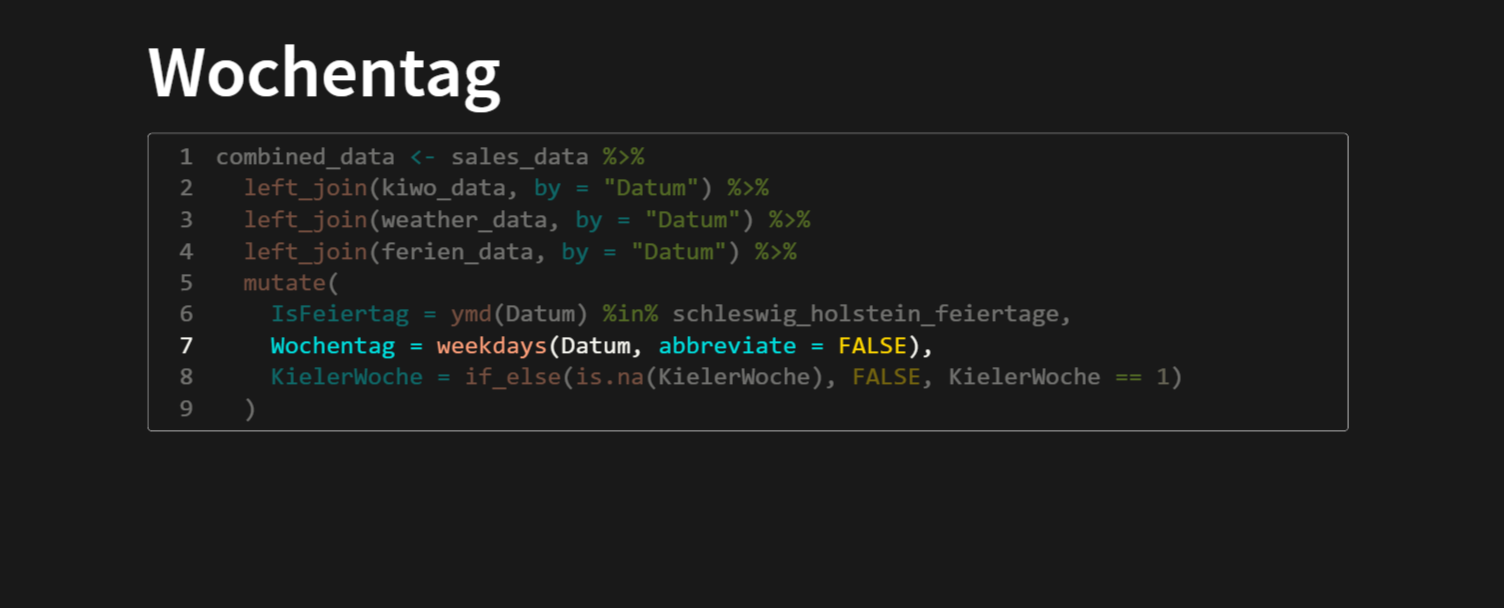 Wochentag
1 combined_data <- sales_data %>%
2   left_join(kiwo_data, by = "Datum") %>%
3   left_join(weather_data, by = "Datum") %>%
4   left_join(ferien_data, by = "Datum") %>%
5   mutate(
6     IsFeiertag = ymd(Datum) %in% schleswig_holstein_feiertage,
7     Wochentag = weekdays(Datum, abbreviate = FALSE),
8     KielerWoche = if_else(is.na(KielerWoche), FALSE, KielerWoche == 1)
9   )